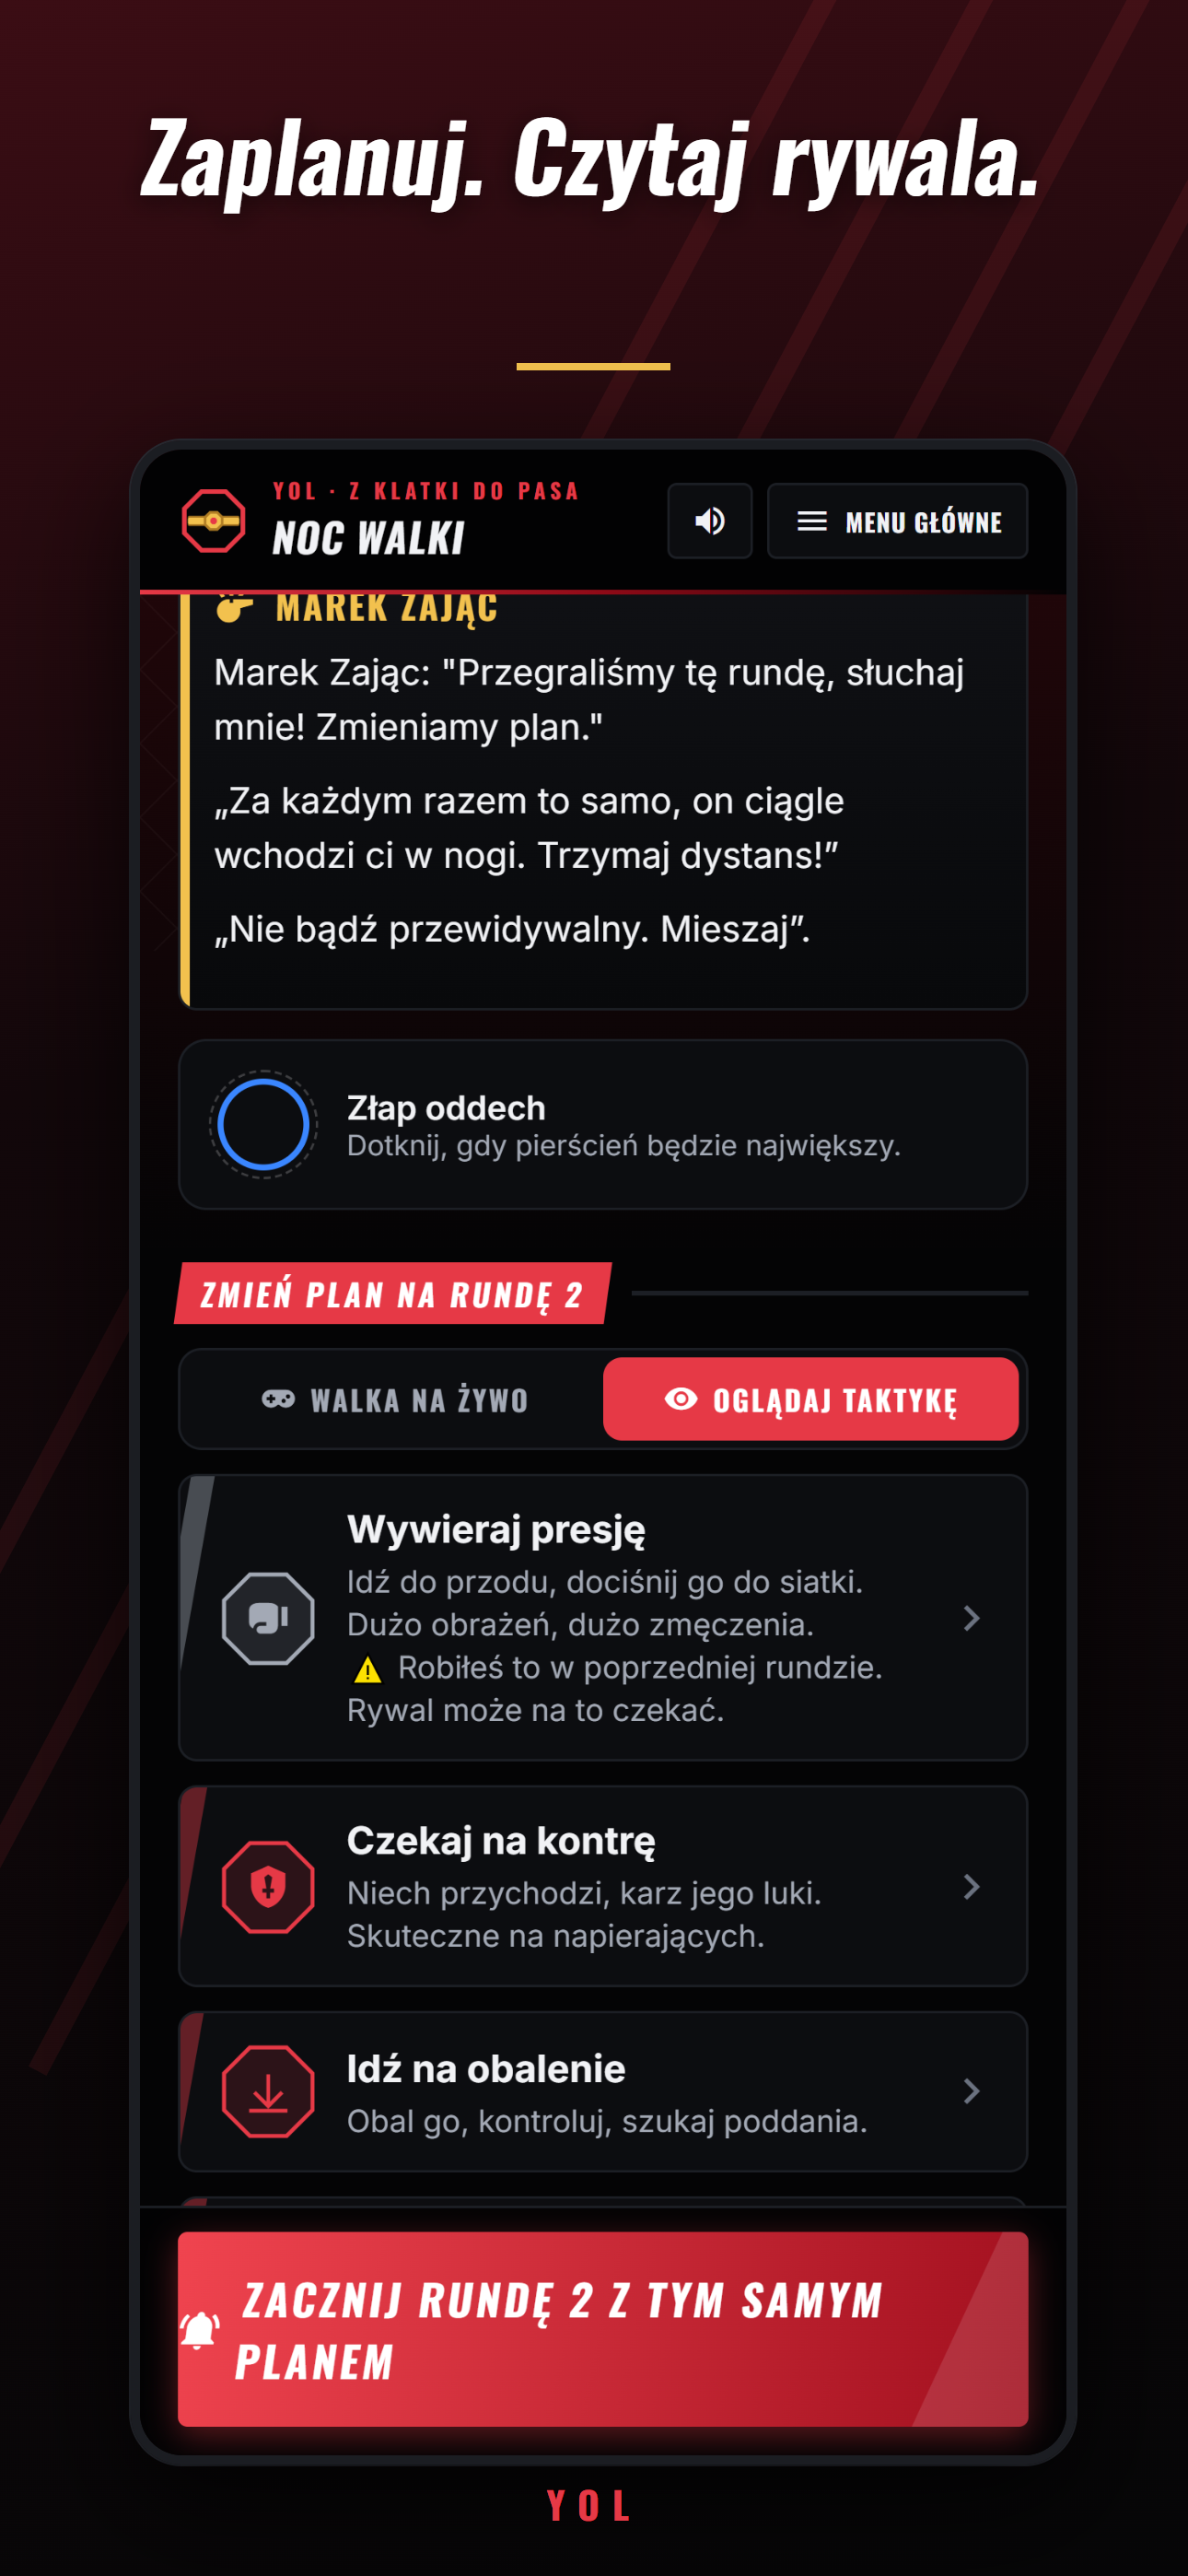 Zaplanuj. Czytaj rywala.
YOL · Z KLATKI DO PASA
NOC WALKI
MENU GŁÓWNE
MAREK ZAJĄC
Marek Zając: "Przegraliśmy tę rundę, słuchaj
mnie! Zmieniamy plan."
„Za każdym razem to samo, on ciągle
wchodzi ci w nogi. Trzymaj dystans!”
„Nie bądź przewidywalny. Mieszaj”.
Złap oddech
Dotknij, gdy pierścień będzie największy.
ZMIEŃ PLAN NA RUNDĘ 2
WALKA NA ŻYWO
OGLĄDAJ TAKTYKĘ
Wywieraj presję
Idź do przodu, dociśnij go do siatki.
Dużo obrażeń, dużo zmęczenia.
⚠️ Robiłeś to w poprzedniej rundzie.
Rywal może na to czekać.
Czekaj na kontrę
Niech przychodzi, karz jego luki.
Skuteczne na napierających.
Idź na obalenie
Obal go, kontroluj, szukaj poddania.
ZACZNIJ RUNDĘ 2 Z TYM SAMYM
PLANEM
YOL